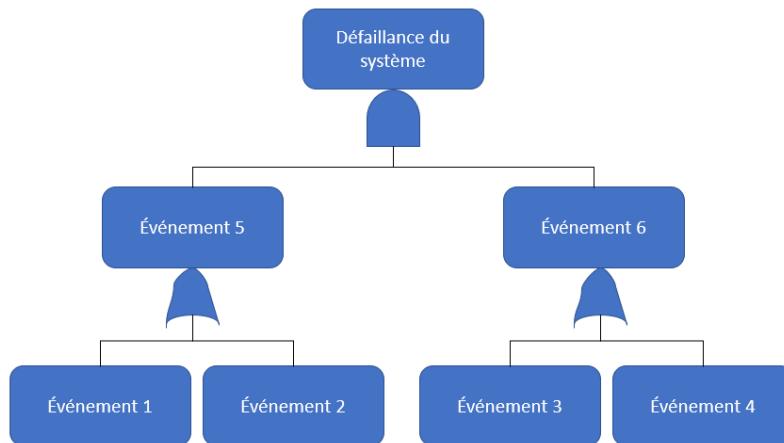 Défaillance du
système
Événement 5
Événement 6
Événement 1
Événement 2
Événement 3
Événement 4